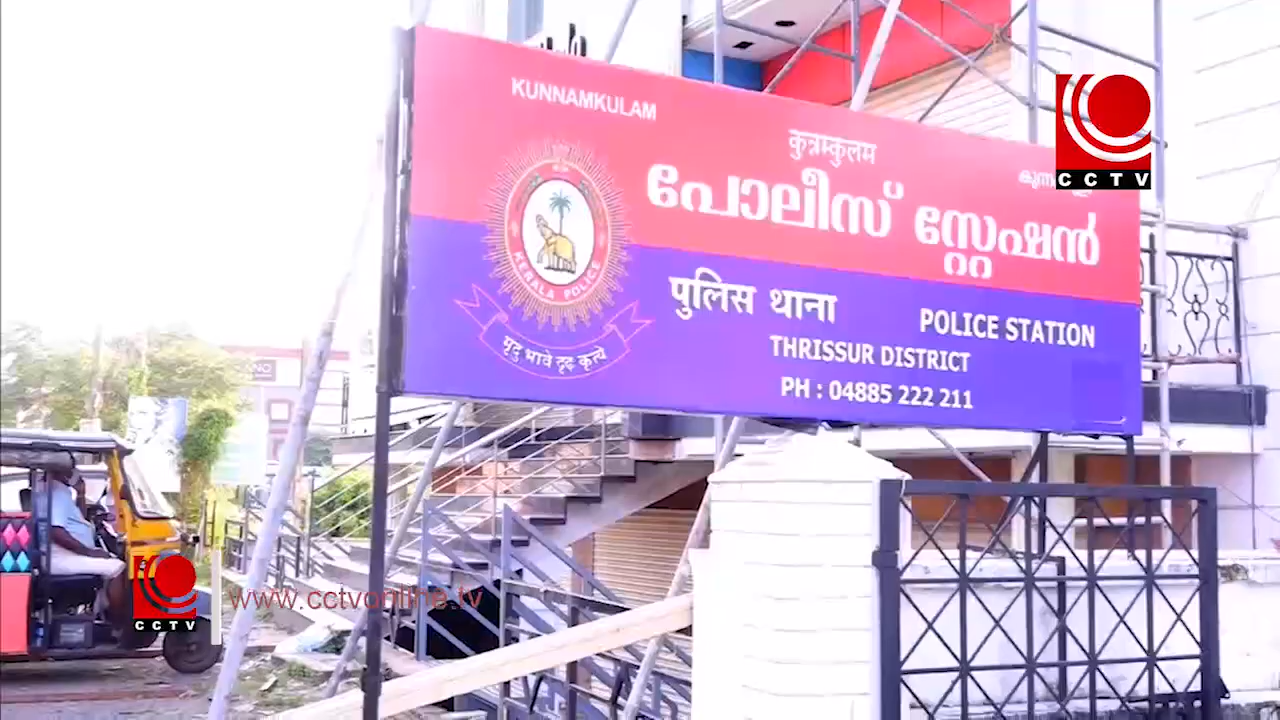 KUNNAMKULAM
कुन्नम्कुलम
പോലീസ് സ്റ്റേഷൻ
पुलिस थाना
POLICE STATION
THRISSUR DISTRICT
PH : 04885 222 211
KERALA POLICE
मृदु भावे दृढ़ कृत्ये
CCTV
CCTV
www.cctvonline.tv